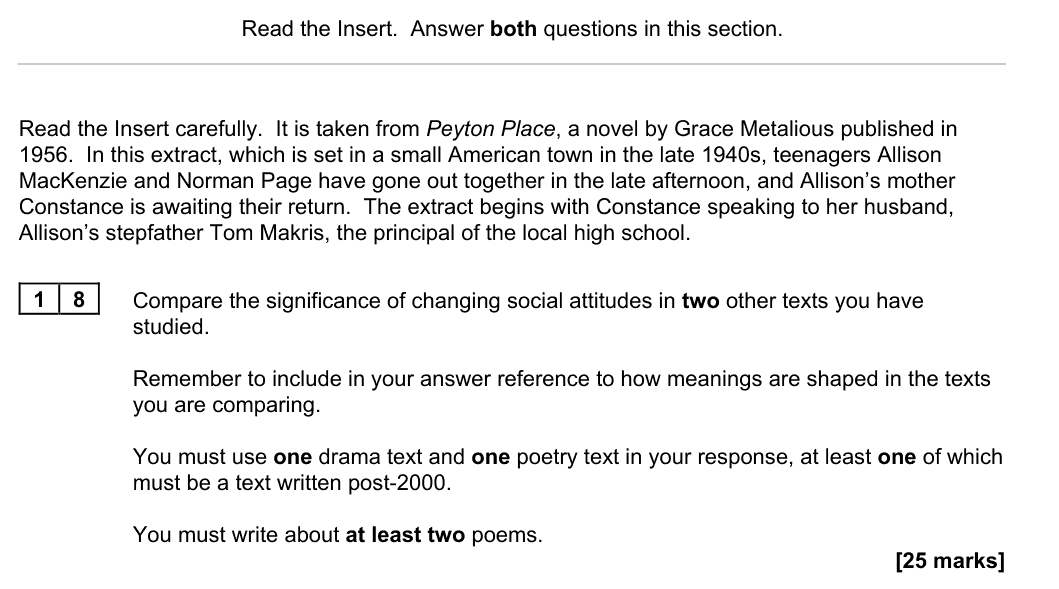 Read the Insert. Answer both questions in this section.
Read the Insert carefully. It is taken from Peyton Place, a novel by Grace Metalious published in
1956. In this extract, which is set in a small American town in the late 1940s, teenagers Allison
MacKenzie and Norman Page have gone out together in the late afternoon, and Allison's mother
Constance is awaiting their return. The extract begins with Constance speaking to her husband,
Allison's stepfather Tom Makris, the principal of the local high school.
1 8 Compare the significance of changing social attitudes in two other texts you have
studied.
Remember to include in your answer reference to how meanings are shaped in the texts
you are comparing.
You must use one drama text and one poetry text in your response, at least one of which
must be a text written post-2000.
You must write about at least two poems.
[25 marks]